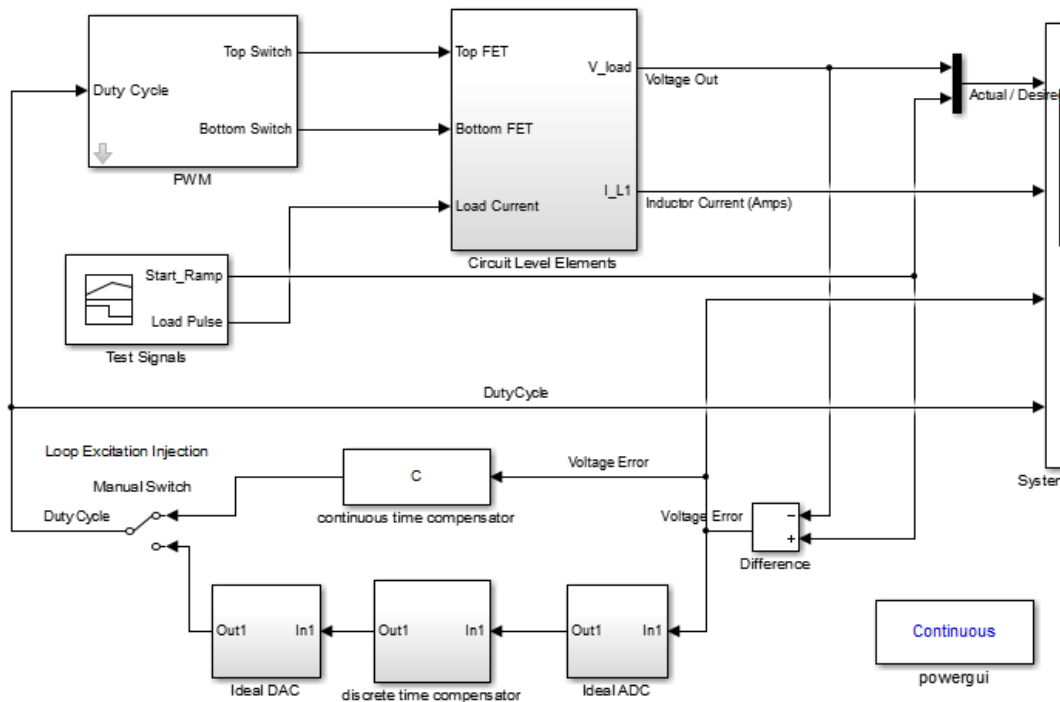 Top Switch
Duty Cycle
Bottom Switch
PWM
Top FET
V_load
Bottom FET
I_L1
Load Current
Circuit Level Elements
Voltage Out
Inductor Current (Amps)
Actual / Desired
Start_Ramp
Load Pulse
Test Signals
DutyCycle
System
Loop Excitation Injection
Manual Switch
DutyCycle
C
continuous time compensator
Voltage Error
Voltage Error
−
+
Difference
Out1
In1
Ideal DAC
Out1
In1
discrete time compensator
Out1
In1
Ideal ADC
Continuous
powergui